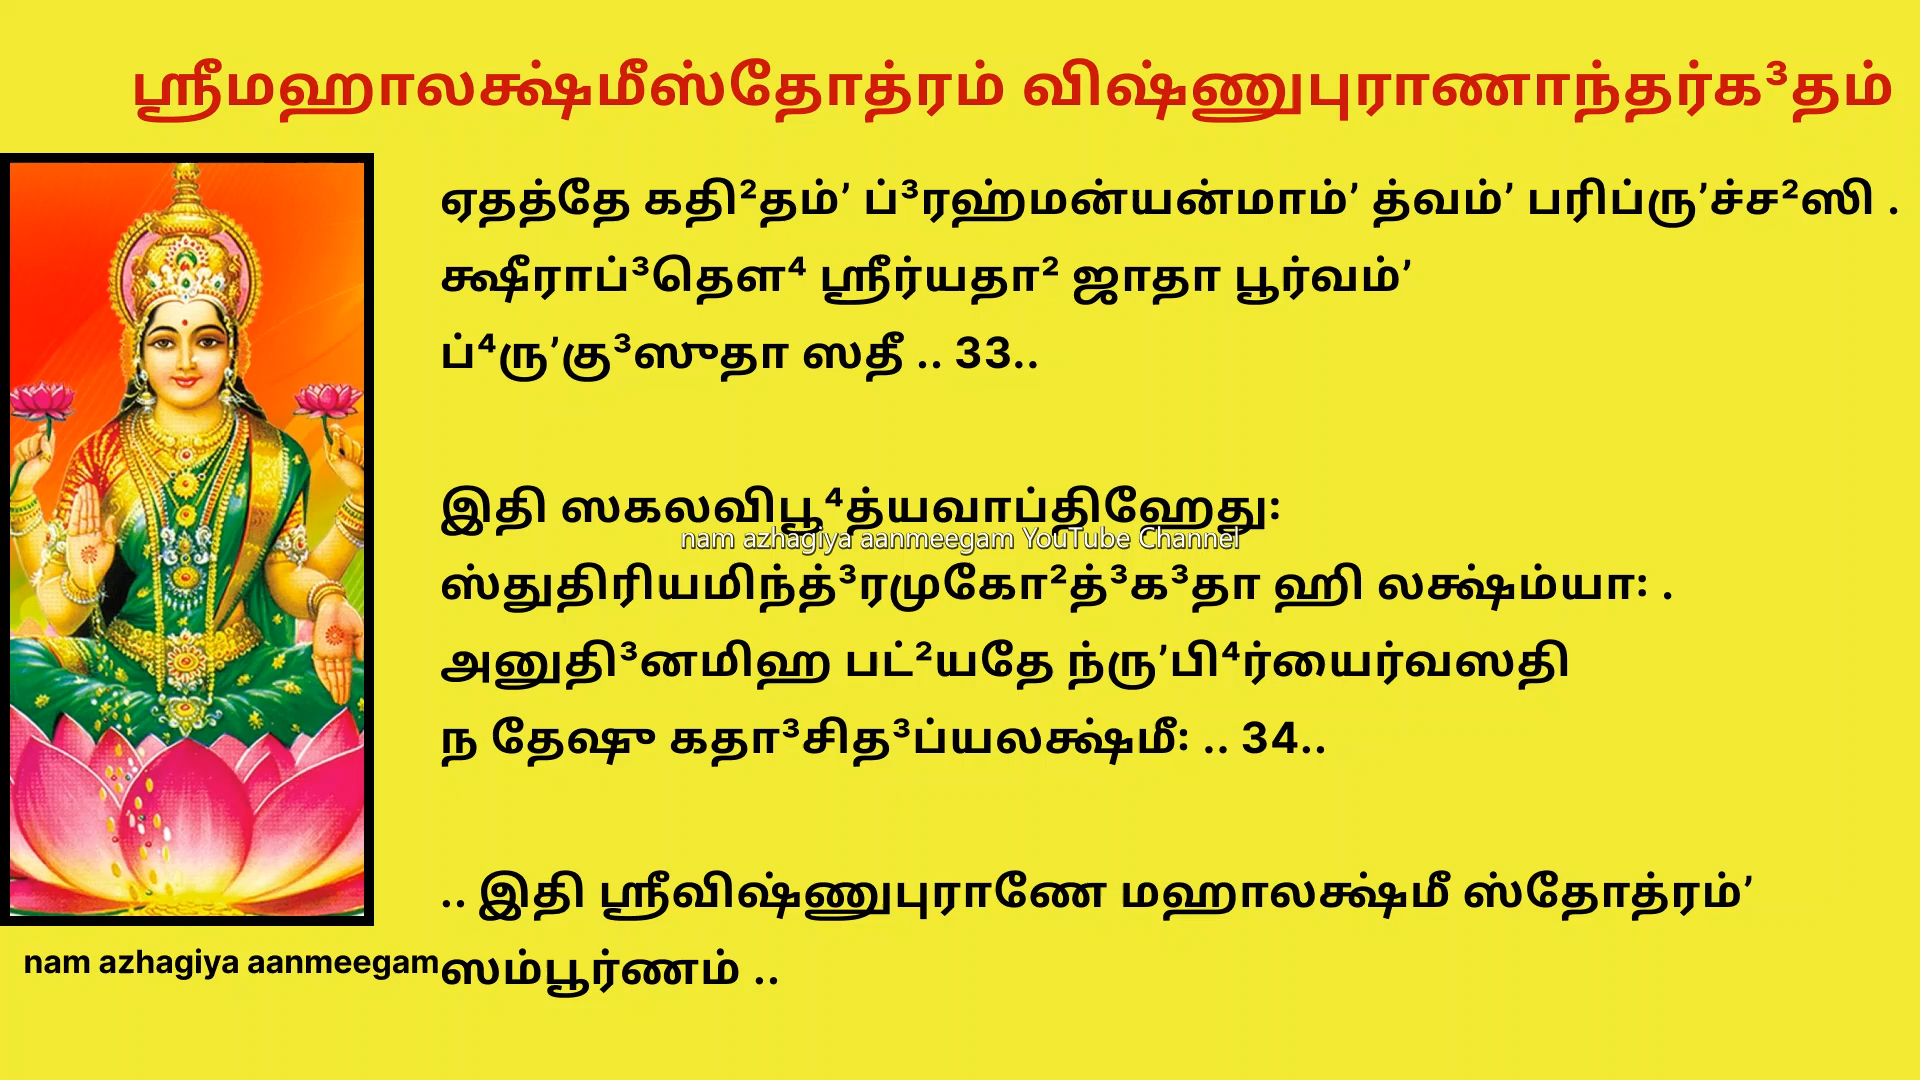 ஸ்ரீமஹாலக்ஷ்மீஸ்தோத்ரம் விஷ்ணுபுராணாந்தர்க³தம்
ஏதத்தே கதி²தம்ʼ ப்³ரஹ்மன்யன்மாம்ʼ த்வம்ʼ பரிப்ருʼச்ச²ஸி .
க்ஷீராப்³தௌ⁴ ஸ்ரீர்யதா² ஜாதா பூர்வம்ʼ
ப்⁴ருʼகு³ஸுதா ஸதீ .. 33..
இதி ஸகலவிபூ⁴த்யவாப்திஹேது꞉
nam azhagiya aanmeegam YouTube Channel
ஸ்துதிரியமிந்த்³ரமுகோ²த்³க³தா ஹி லக்ஷ்ம்யா꞉ .
அனுதி³னமிஹ பட்²யதே ந்ருʼபி⁴ர்யைர்வஸதி
ந தேஷு கதா³சித³ப்யலக்ஷ்மீ꞉ .. 34..
.. இதி ஸ்ரீவிஷ்ணுபுராணே மஹாலக்ஷ்மீ ஸ்தோத்ரம்ʼ
ஸம்பூர்ணம் ..
nam azhagiya aanmeegam